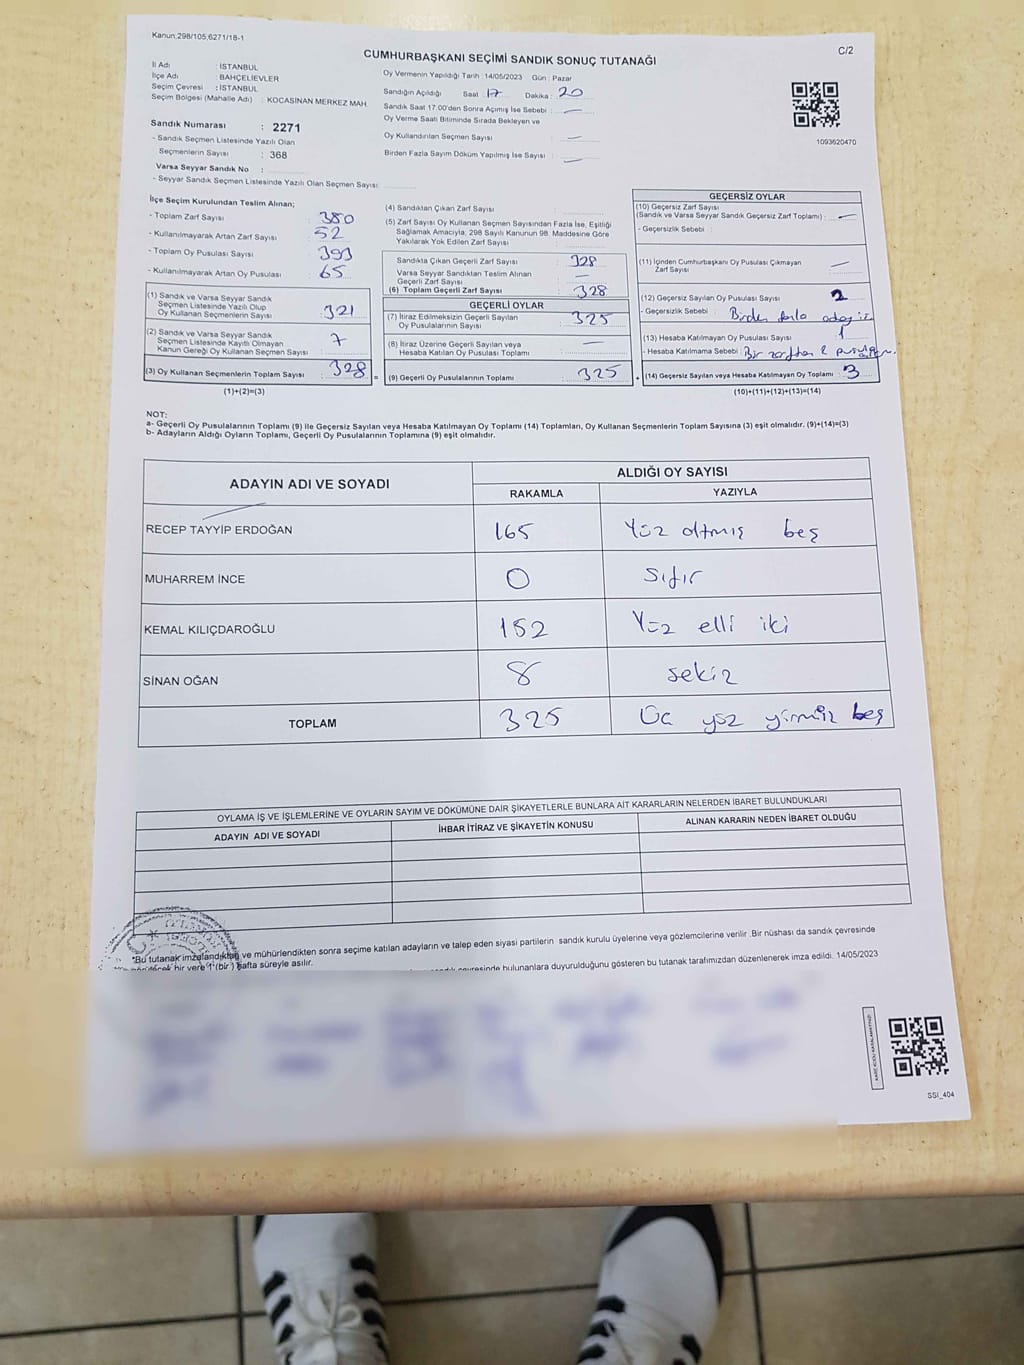 Kanun:298/105,6271/18-1
C/2
CUMHURBAŞKANI SEÇİMİ SANDIK SONUÇ TUTANAĞI
İl Adı : İSTANBUL
İlçe Adı : BAHÇELİEVLER
Seçim Çevresi : İSTANBUL
Seçim Bölgesi (Mahalle Adı) : KOCASİNAN MERKEZ MAH.
Sandık Numarası : 2271
- Sandık Seçmen Listesinde Yazılı Olan
Seçmenlerin Sayısı : 368
Varsa Seyyar Sandık No :
- Seyyar Sandık Seçmen Listesinde Yazılı Olan Seçmen Sayısı:
Oy Vermenin Yapıldığı Tarih :14/05/2023 Gün : Pazar
Sandığın Açıldığı Saat : 17 Dakika : 20
Sandık Saat 17.00'den Sonra Açımış İse Sebebi : —
Oy Verme Saati Bitiminde Sırada Bekleyen ve
Oy Kullandırılan Seçmen Sayısı : —
Birden Fazla Sayım Döküm Yapılmış İse Sayısı : —
1093620470
İlçe Seçim Kurulundan Teslim Alınan;
- Toplam Zarf Sayısı : 380
- Kullanılmayarak Artan Zarf Sayısı : 52
- Toplam Oy Pusulası Sayısı : 393
- Kullanılmayarak Artan Oy Pusulası : 65
(1) Sandık ve Varsa Seyyar Sandık
Seçmen Listesinde Yazılı Olup
Oy Kullanan Seçmenlerin Sayısı : 321
(2) Sandık ve Varsa Seyyar Sandık
Seçmen Listesinde Kayıtlı Olmayan
Kanun Gereği Oy Kullanan Seçmen Sayısı : 7
(3) Oy Kullanan Seçmenlerin Toplam Sayısı : 328
(1)+(2)=(3)
(4) Sandıktan Çıkan Zarf Sayısı :
(5) Zarf Sayısı Oy Kullanan Seçmen Sayısından Fazla İse, Eşitliği
Sağlamak Amacıyla, 298 Sayılı Kanunun 98. Maddesine Göre
Yakılarak Yok Edilen Zarf Sayısı :
Sandıkta Çıkan Geçerli Zarf Sayısı : 328
Varsa Seyyar Sandıktan Teslim Alınan
Geçerli Zarf Sayısı : —
(6) Toplam Geçerli Zarf Sayısı : 328
GEÇERLİ OYLAR
(7) İtiraz Edilmeksizin Geçerli Sayılan
Oy Pusulalarının Sayısı : 325
(8) İtiraz Üzerine Geçerli Sayılan veya
Hesaba Katılan Oy Pusulası Toplamı : —
= (9) Geçerli Oy Pusulalarının Toplamı : 325
GEÇERSİZ OYLAR
(10) Geçersiz Zarf Sayısı
(Sandık ve Varsa Seyyar Sandık Geçersiz Zarf Toplamı) : —
- Geçersizlik Sebebi :
(11) İçinden Cumhurbaşkanı Oy Pusulası Çıkmayan
Zarf Sayısı : —
(12) Geçersiz Sayılan Oy Pusulası Sayısı : 2
- Geçersizlik Sebebi : Birden fazla
(13) Hesaba Katılmayan Oy Pusulası Sayısı : 1
- Hesaba Katılmama Sebebi : Bir zarftan 2 pusula
+ (14) Geçersiz Sayılan veya Hesaba Katılmayan Oy Toplamı : 3
(10)+(11)+(12)+(13)=(14)
NOT:
a- Geçerli Oy Pusulalarının Toplamı (9) ile Geçersiz Sayılan veya Hesaba Katılmayan Oy Toplamı (14) Toplamları, Oy Kullanan Seçmenlerin Toplam Sayısına (3) eşit olmalıdır. (9)+(14)=(3)
b- Adayların Aldığı Oyların Toplamı, Geçerli Oy Pusulalarının Toplamına (9) eşit olmalıdır.
ADAYIN ADI VE SOYADI
ALDIĞI OY SAYISI
RAKAMLA YAZIYLA
RECEP TAYYİP ERDOĞAN 165 Yüz altmış beş
MUHARREM İNCE 0 Sıfır
KEMAL KILIÇDAROĞLU 152 Yüz elli iki
SİNAN OĞAN 8 sekiz
TOPLAM 325 Üç yüz yirmi beş
OYLAMA İŞ VE İŞLEMLERİNE VE OYLARIN SAYIM VE DÖKÜMÜNE DAİR ŞİKAYETLERLE BUNLARA AİT KARARLARIN NELERDEN İBARET BULUNDUKLARI
ADAYIN ADI VE SOYADI İHBAR İTİRAZ VE ŞİKAYETİN KONUSU ALINAN KARARIN NEDEN İBARET OLDUĞU
*Bu tutanak imzalandıktan ve mühürlendikten sonra seçime katılan adayların ve talep eden siyasi partilerin sandık kurulu üyelerine veya gözlemcilerine verilir .Bir nüshası da sandık çevresinde
bir yere 1 (bir) hafta süreyle asılır. çevresinde bulunanlara duyurulduğunu gösteren bu tutanak tarafımızdan düzenlenerek imza edildi. 14/05/2023
KARE KODU KARALAMAYINIZ!
SSI_404